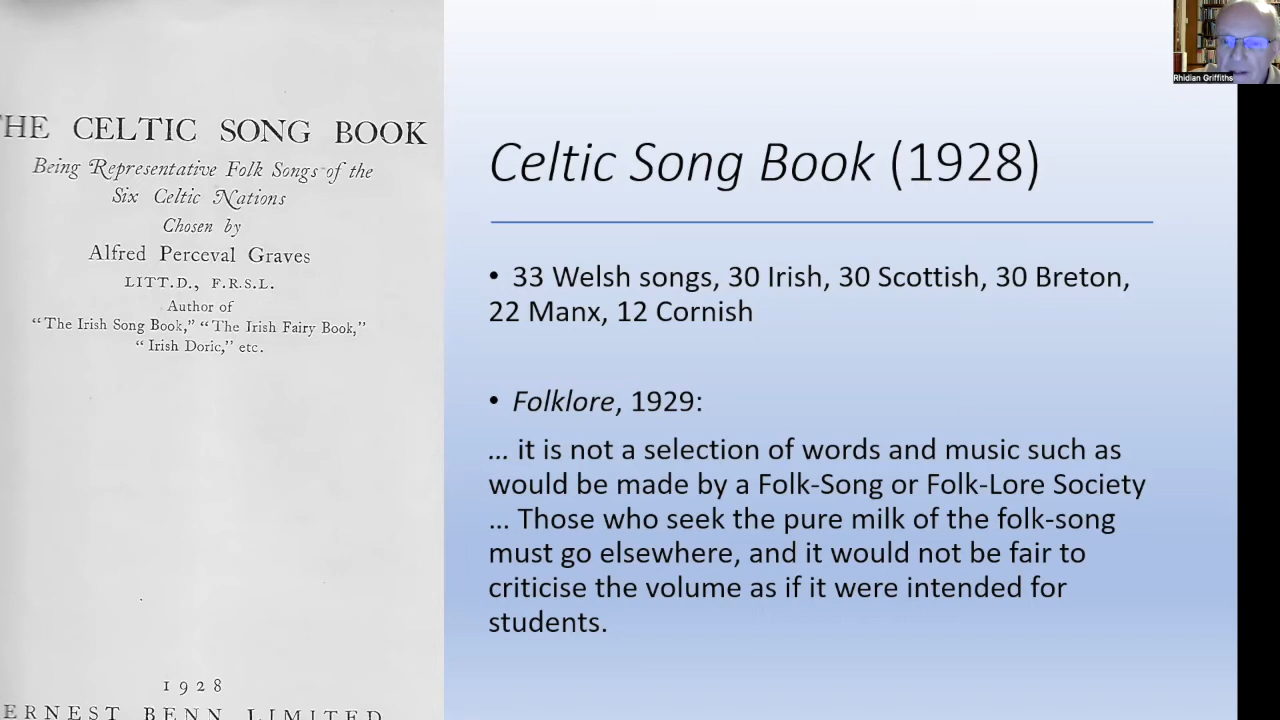 THE CELTIC SONG BOOK
Being Representative Folk Songs of the
Six Celtic Nations
Chosen by
Alfred Perceval Graves
LITT.D., F.R.S.L.
Author of
“The Irish Song Book,” “The Irish Fairy Book,”
“Irish Doric,” etc.
1928
ERNEST BENN LIMITED
Celtic Song Book (1928)
• 33 Welsh songs, 30 Irish, 30 Scottish, 30 Breton,
22 Manx, 12 Cornish
• Folklore, 1929:
… it is not a selection of words and music such as
would be made by a Folk-Song or Folk-Lore Society
… Those who seek the pure milk of the folk-song
must go elsewhere, and it would not be fair to
criticise the volume as if it were intended for
students.
Rhidian Griffiths